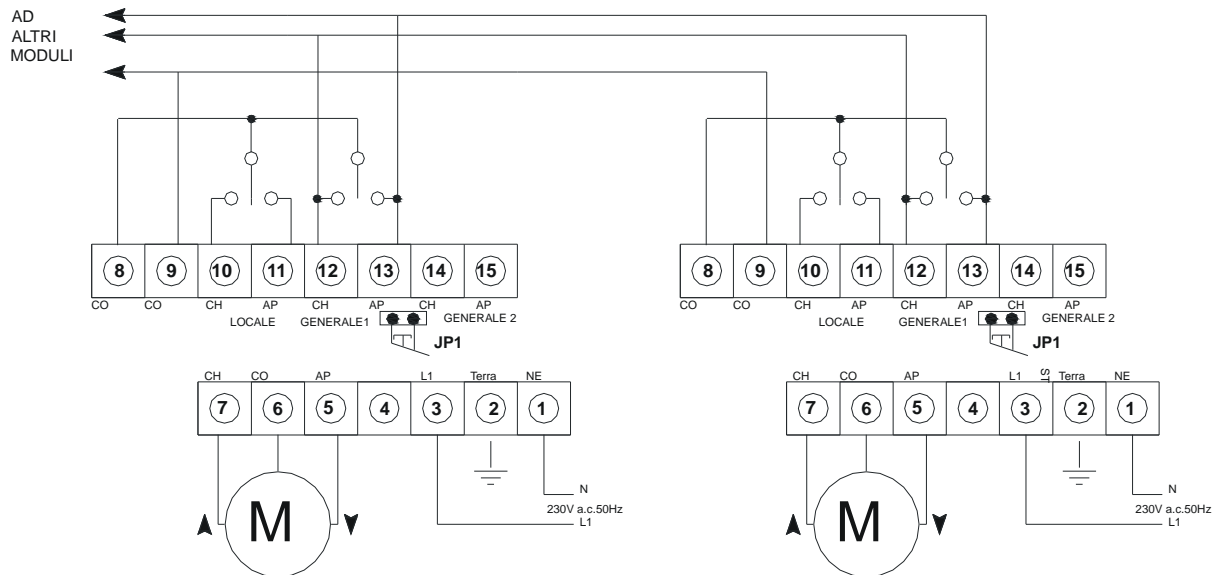 AD
ALTRI
MODULI
8 9 10 11 12 13 14 15
CO CO CH AP CH AP CH AP
LOCALE GENERALE1 GENERALE 2
JP1
CH CO AP L1 Terra NE
7 6 5 4 3 2 1
M
N
230V a.c.50Hz
L1
8 9 10 11 12 13 14 15
CO CO CH AP CH AP CH AP
LOCALE GENERALE1 GENERALE 2
JP1
CH CO AP L1 ST Terra NE
7 6 5 4 3 2 1
M
N
230V a.c.50Hz
L1